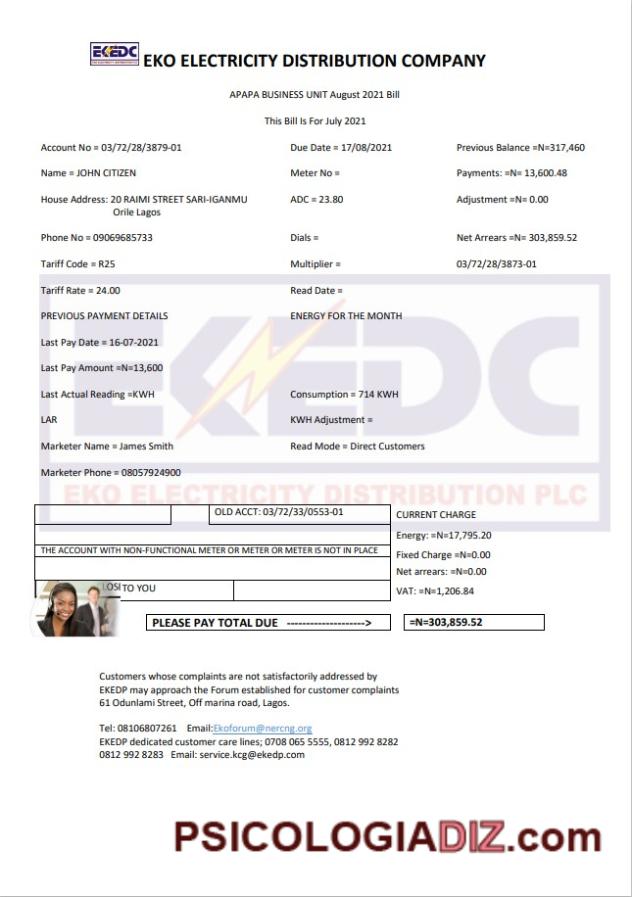 EKEDC EKO ELECTRICITY DISTRIBUTION COMPANY
APAPA BUSINESS UNIT August 2021 Bill
This Bill Is For July 2021
Account No = 03/72/28/3879-01 Due Date = 17/08/2021 Previous Balance =N=317,460
Name = JOHN CITIZEN Meter No = Payments: =N= 13,600.48
House Address: 20 RAIMI STREET SARI-IGANMU ADC = 23.80 Adjustment =N= 0.00
Orile Lagos
Phone No = 09069685733 Dials = Net Arrears =N= 303,859.52
Tariff Code = R25 Multiplier = 03/72/28/3873-01
Tariff Rate = 24.00 Read Date =
PREVIOUS PAYMENT DETAILS ENERGY FOR THE MONTH
Last Pay Date = 16-07-2021
EKEDC
Last Pay Amount =N=13,600
Last Actual Reading =KWH Consumption = 714 KWH
LAR KWH Adjustment =
Marketer Name = James Smith Read Mode = Direct Customers
Marketer Phone = 08057924900
EKO ELECTRICITY DISTRIBUTION PLC
OLD ACCT: 03/72/33/0553-01 CURRENT CHARGE
Energy: =N=17,795.20
THE ACCOUNT WITH NON-FUNCTIONAL METER OR METER OR METER IS NOT IN PLACE Fixed Charge =N=0.00
Net arrears: =N=0.00
TO YOU VAT: =N=1,206.84
PLEASE PAY TOTAL DUE --------------------> =N=303,859.52
Customers whose complaints are not satisfactorily addressed by
EKEDP may approach the Forum established for customer complaints
61 Odunlami Street, Off marina road, Lagos.
Tel: 08106807261 Email:Ekoforum@nercng.org
EKEDP dedicated customer care lines; 0708 065 5555, 0812 992 8282
0812 992 8283 Email: service.kcg@ekedp.com
PSICOLOGIADIZ.com